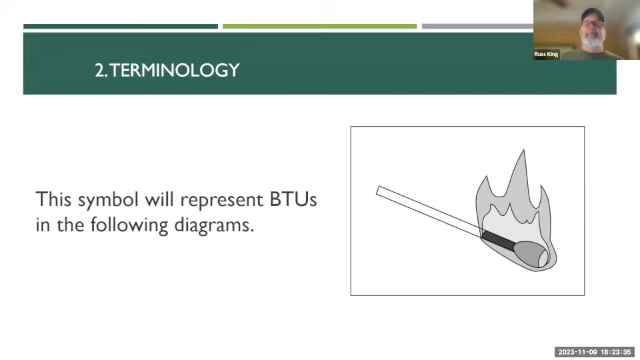 2. TERMINOLOGY
Russ King
This symbol will represent BTUs
in the following diagrams.
2023-11-09 18:23:35